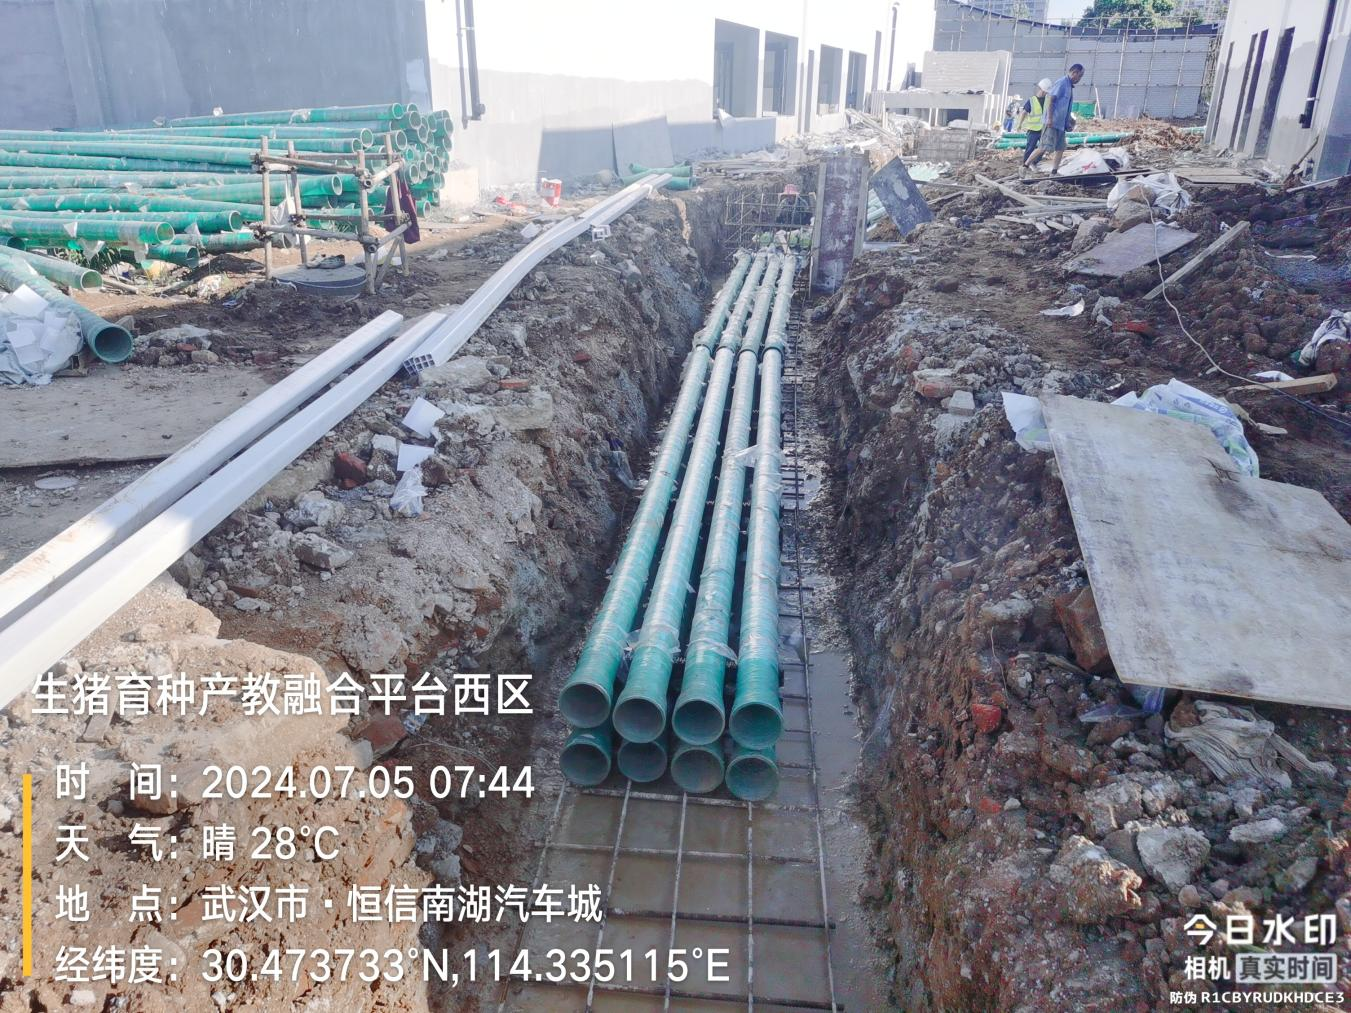 生猪育种产教融合平台西区
时 间：2024.07.05 07:44
天 气：晴 28°C
地 点：武汉市·恒信南湖汽车城
经纬度：30.473733°N,114.335115°E
今日水印
相机 真实时间
防伪 R1CBYRUDKHDCE3